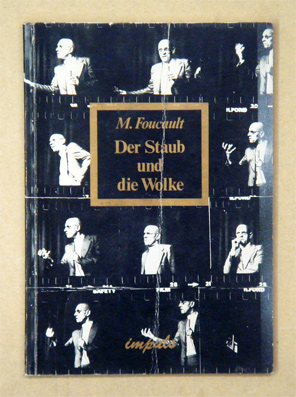 M. Foucault
Der Staub
und
die Wolke
impuls